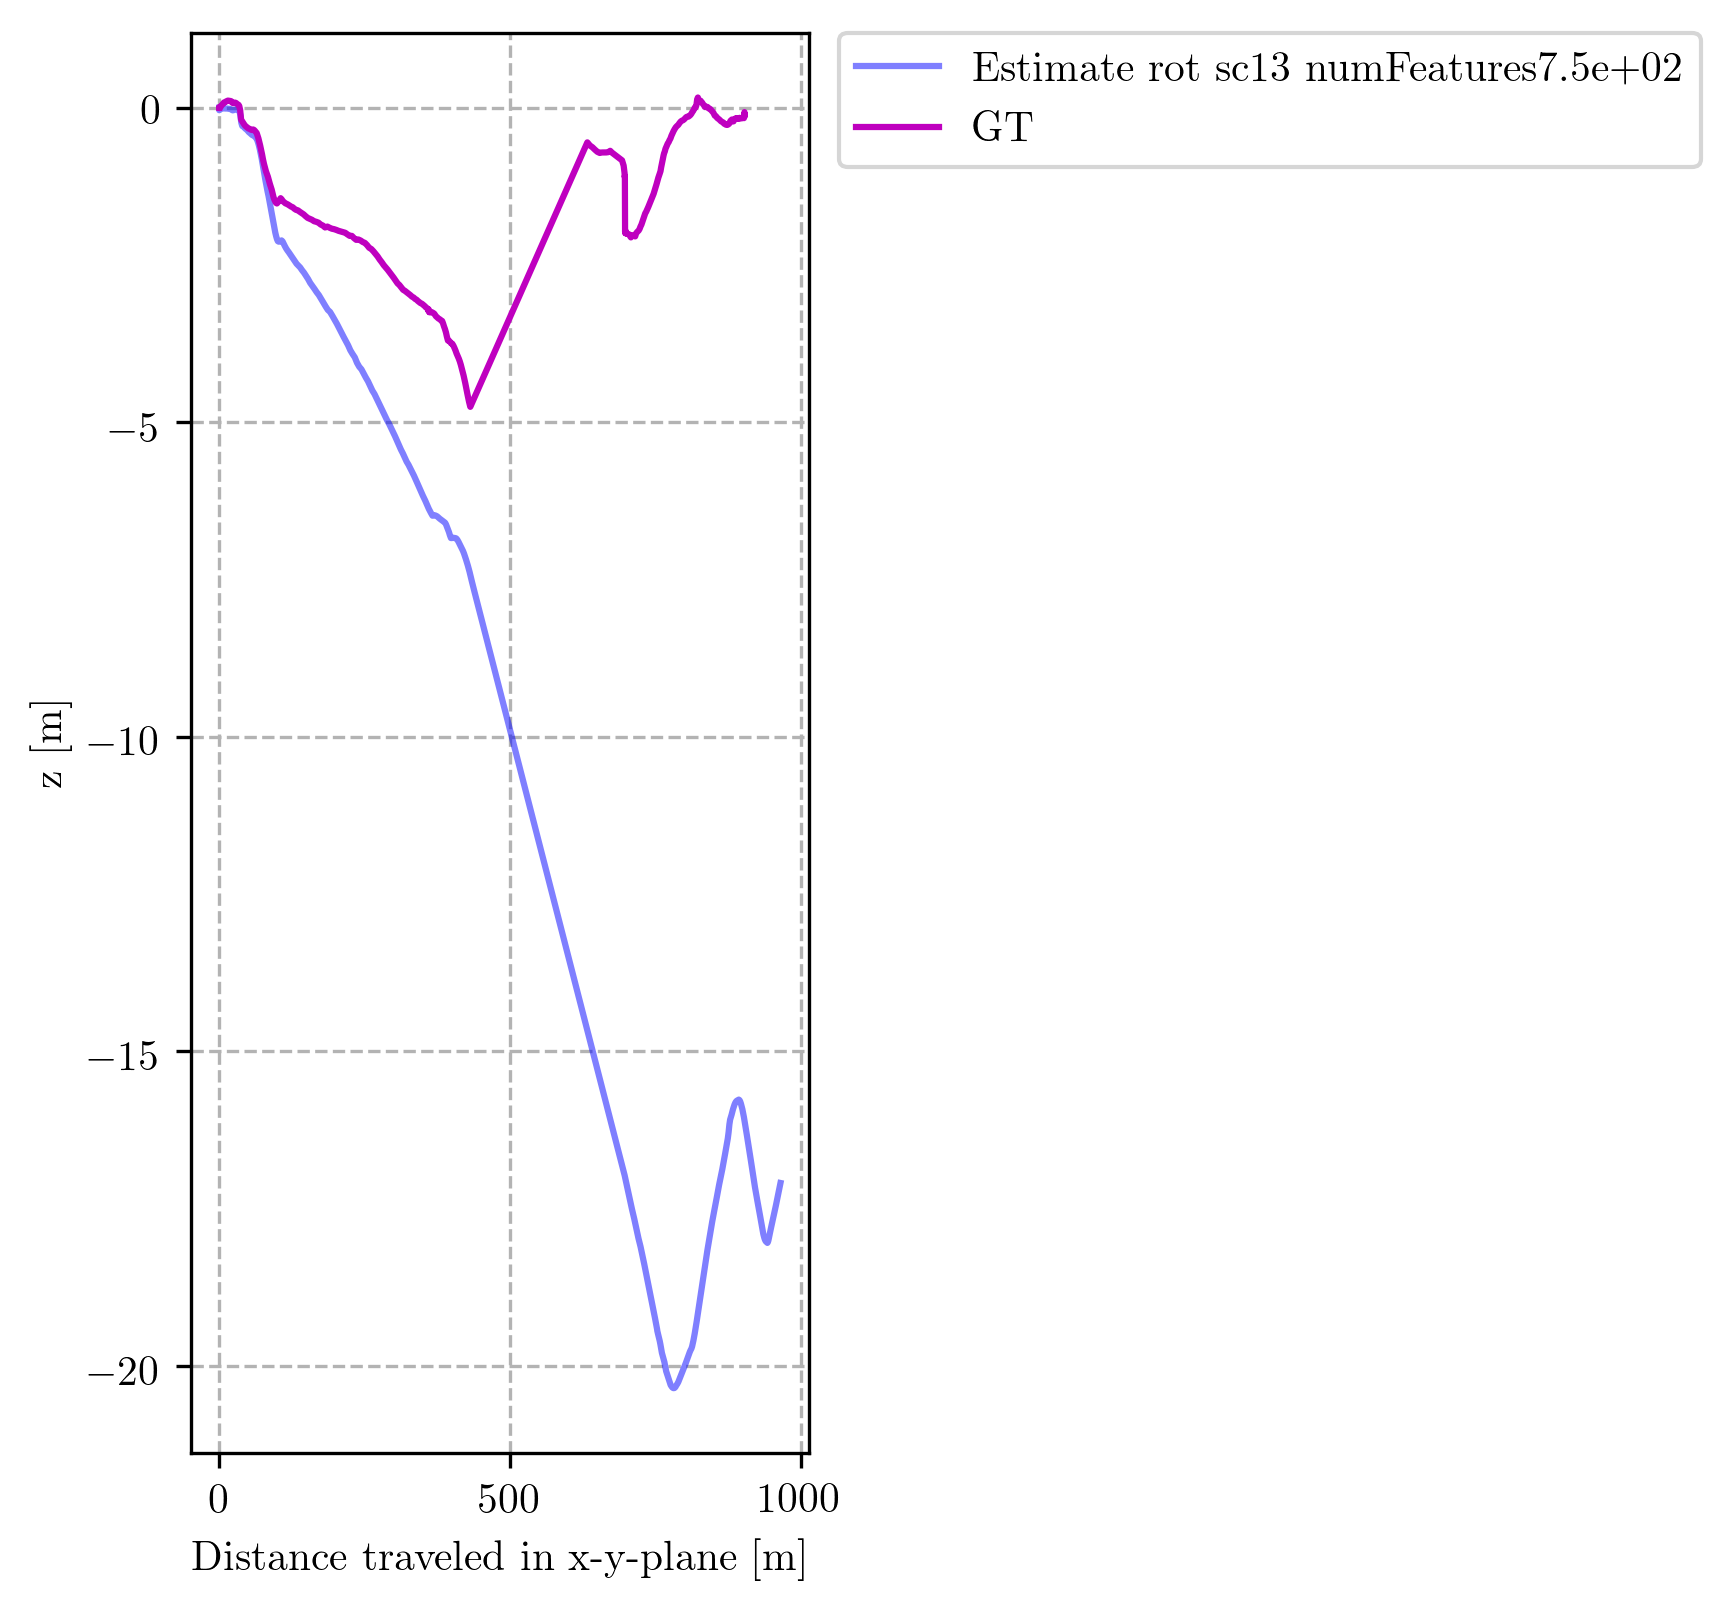 Estimate rot sc13 numFeatures7.5e+02
GT
0
−5
−10
−15
−20
z [m]
0 500 1000
Distance traveled in x-y-plane [m]